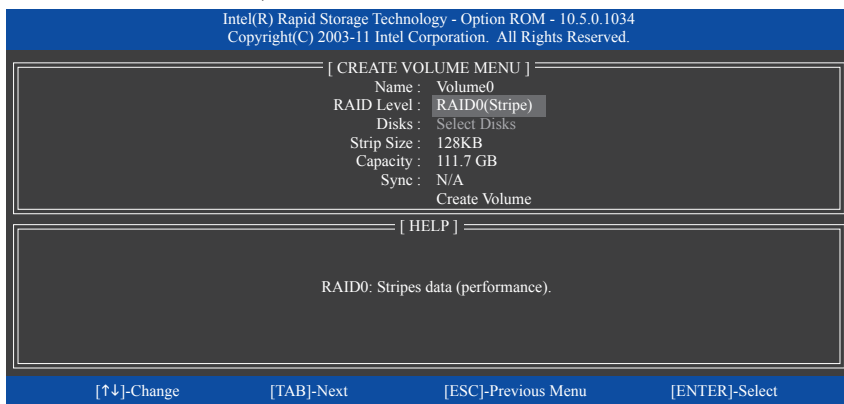 Intel(R) Rapid Storage Technology - Option ROM - 10.5.0.1034
Copyright(C) 2003-11 Intel Corporation. All Rights Reserved.
[ CREATE VOLUME MENU ]
Name : Volume0
RAID Level : RAID0(Stripe)
Disks : Select Disks
Strip Size : 128KB
Capacity : 111.7 GB
Sync : N/A
Create Volume
[ HELP ]
RAID0: Stripes data (performance).
[↑↓]-Change [TAB]-Next [ESC]-Previous Menu [ENTER]-Select